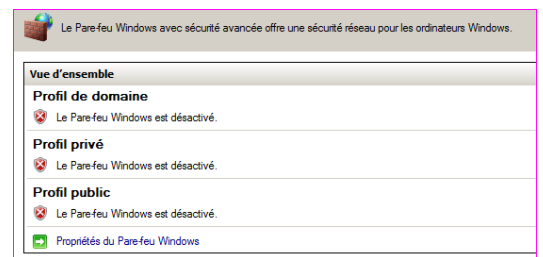 Le Pare-feu Windows avec sécurité avancée offre une sécurité réseau pour les ordinateurs Windows.
Vue d'ensemble
Profil de domaine
Le Pare-feu Windows est désactivé.
Profil privé
Le Pare-feu Windows est désactivé.
Profil public
Le Pare-feu Windows est désactivé.
Propriétés du Pare-feu Windows